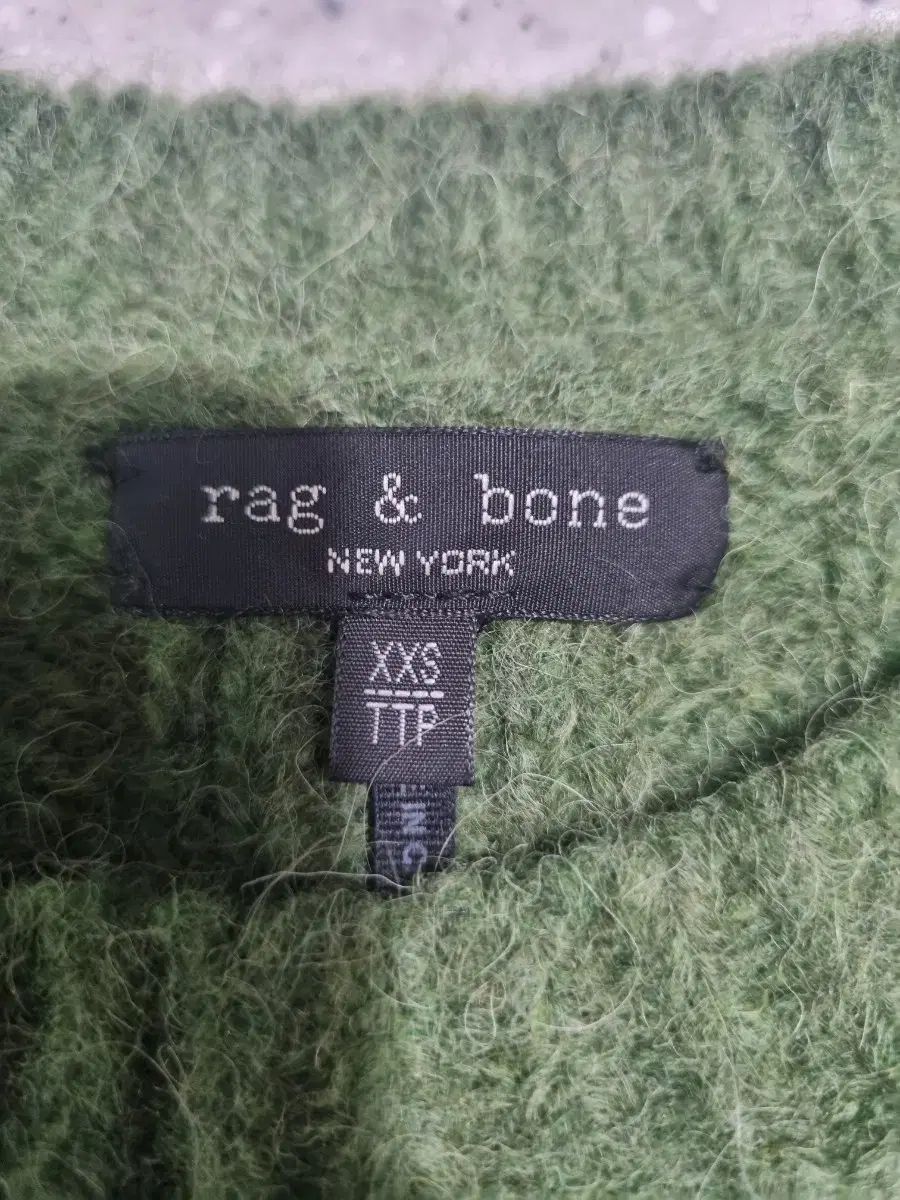 rag & bone
NEW YORK
XXS
TTP